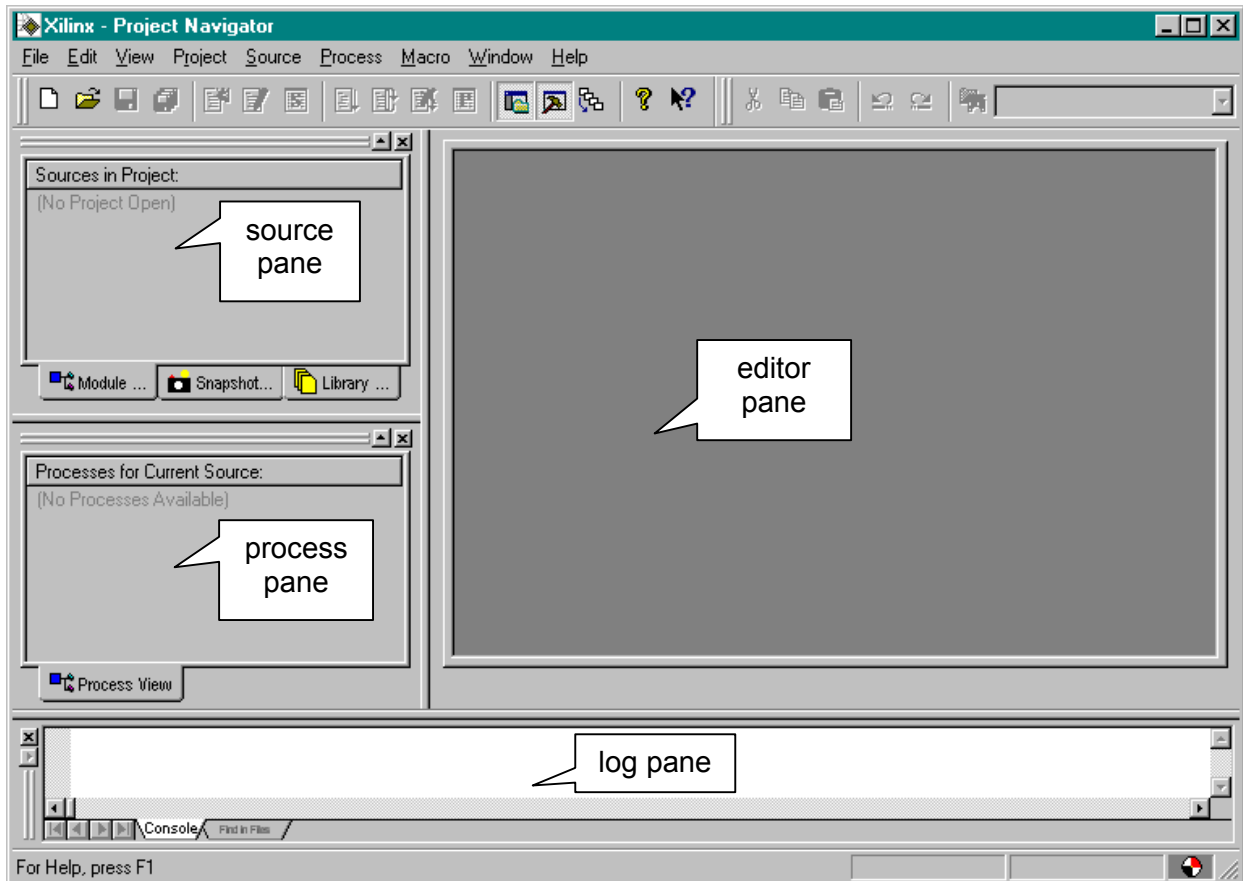 Xilinx - Project Navigator
File Edit View Project Source Process Macro Window Help
Sources in Project:
(No Project Open)
source
pane
Module ... Snapshot... Library ...
editor
pane
Processes for Current Source:
(No Processes Available)
process
pane
Process View
log pane
Console Find in Files
For Help, press F1